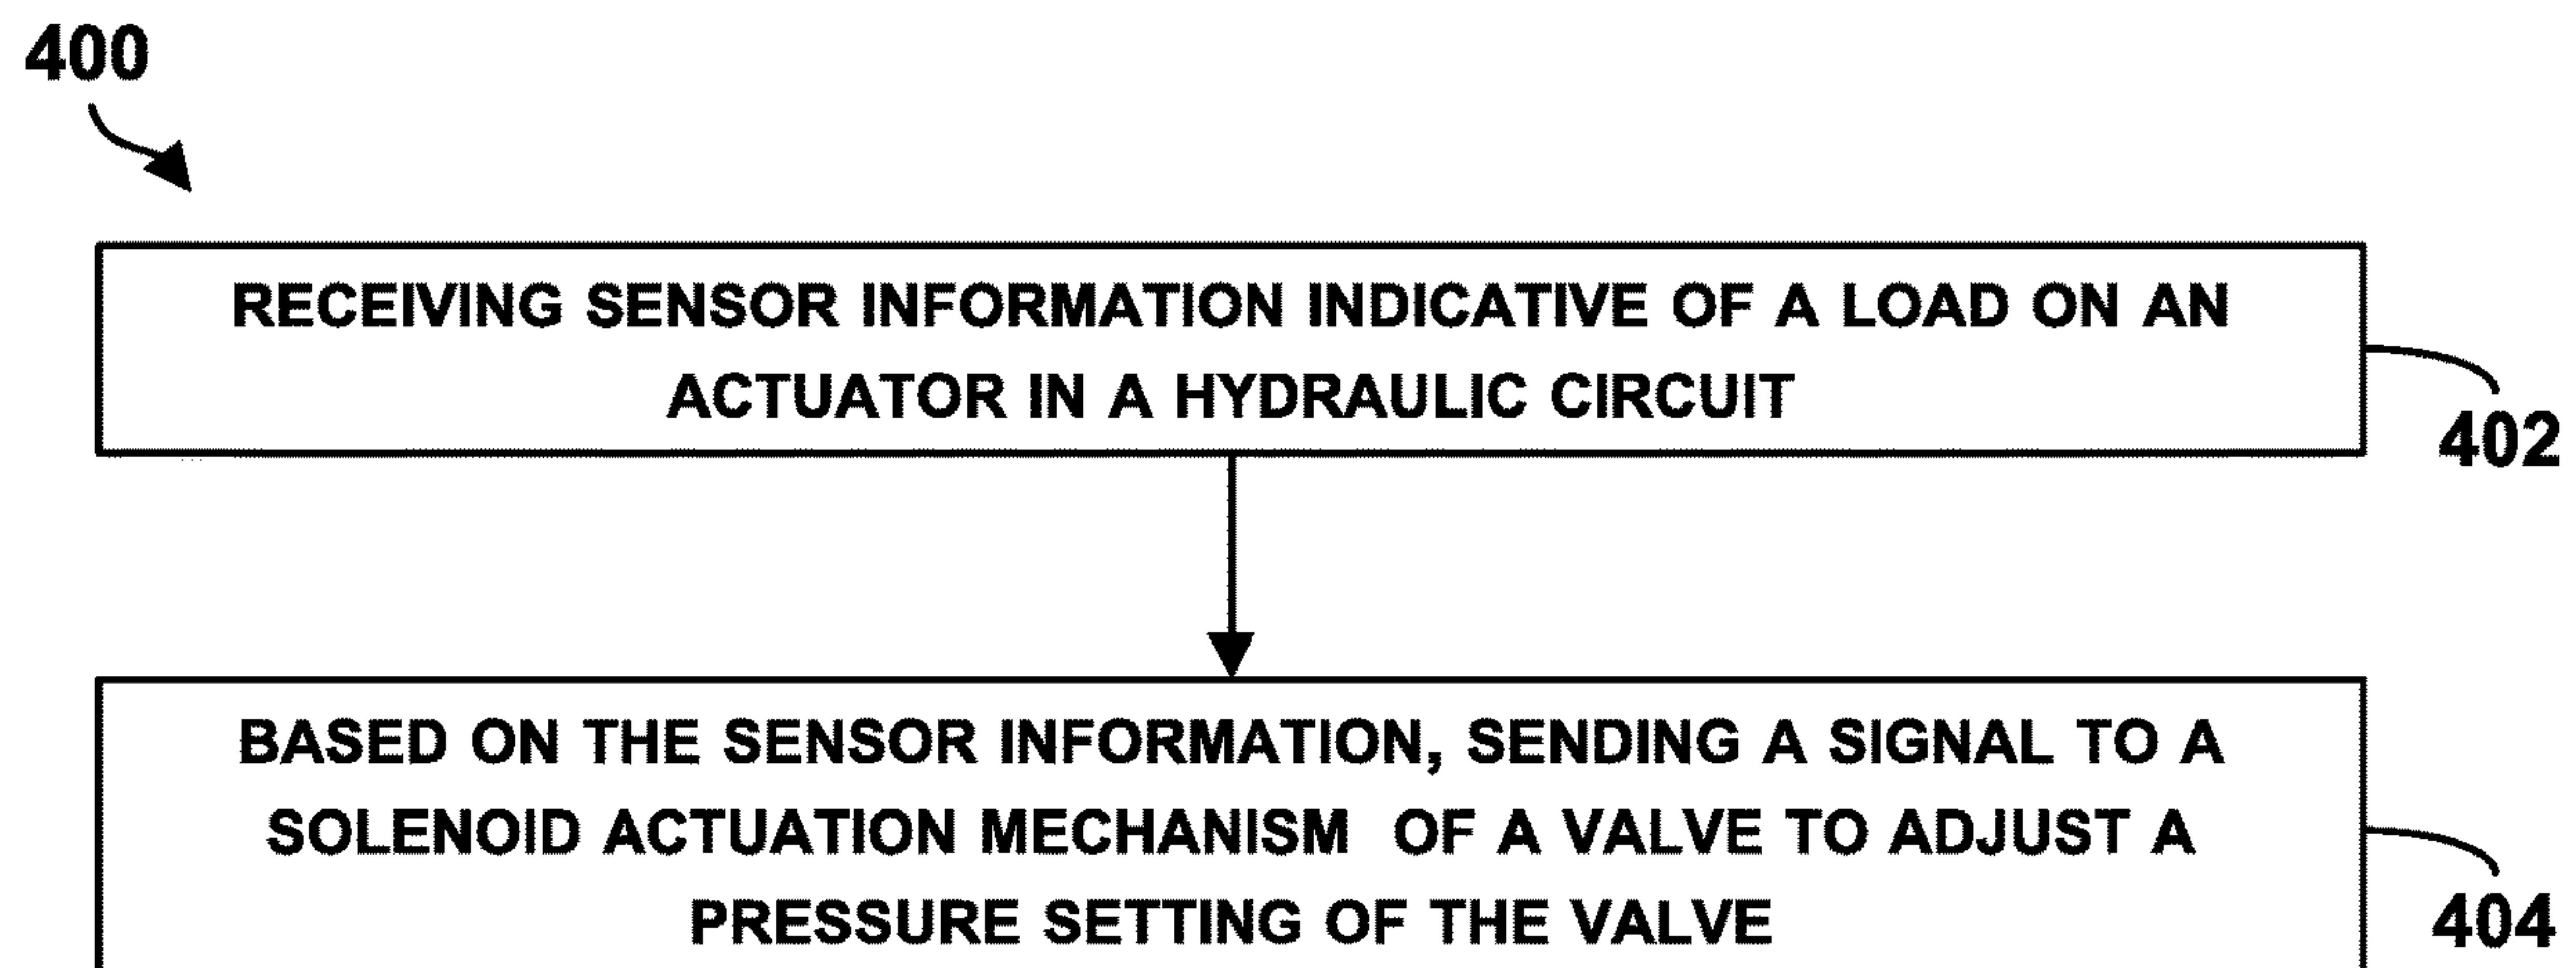 400
RECEIVING SENSOR INFORMATION INDICATIVE OF A LOAD ON AN
ACTUATOR IN A HYDRAULIC CIRCUIT
402
BASED ON THE SENSOR INFORMATION, SENDING A SIGNAL TO A
SOLENOID ACTUATION MECHANISM OF A VALVE TO ADJUST A
PRESSURE SETTING OF THE VALVE
404